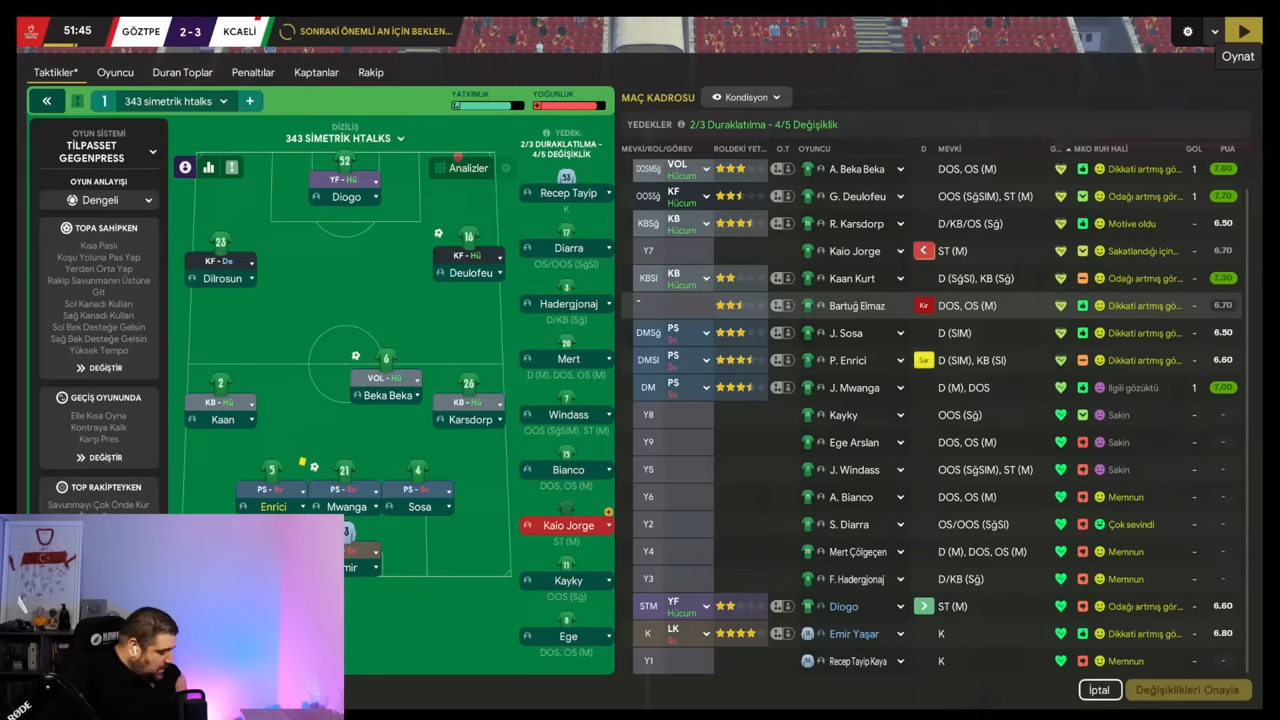 51:45
GÖZTPE
2-3
KCAELİ
SONRAKİ ÖNEMLİ AN İÇİN BEKLEN...
Oynat
Taktikler*
Oyuncu
Duran Toplar
Penaltılar
Kaptanlar
Rakip
1
343 simetrik htalks
YATKINLIK
YOĞUNLUK
OYUN SİSTEMİ
TİLPASSET
GEGENPRESS
OYUN ANLAYIŞI
Dengeli
TOPA SAHİPKEN
Kısa Paslı
Koşu Yoluna Pas Yap
Yerden Orta Yap
Rakip Savunmanın Üstüne
Git
Sol Kanadı Kullan
Sağ Kanadı Kullan
Sol Bek Desteğe Gelsin
Sağ Bek Desteğe Gelsin
Yüksek Tempo
DEĞİŞTİR
GEÇİŞ OYUNUNDA
Elle Kısa Oyna
Kontraya Kalk
Karşı Pres
DEĞİŞTİR
TOP RAKİPTEYKEN
Savunmayı Çok Önde Kur
DİZİLİŞ
343 SİMETRİK HTALKS
Analizler
52
YF - Hü
Diogo
23
KF - De
Dilrosun
16
KF - Hü
Deulofeu
6
VOL - Hü
Beka Beka
2
KB - Hü
Kaan
26
KB - Hü
Karsdorp
5
PS - Sv
Enrici
21
PS - Sv
Mwanga
4
PS - Sv
Sosa
YEDEK:
2/3 DURAKLATILMA -
4/5 DEĞİŞİKLİK
53
Recep Tayip
K
17
Diarra
OS/OOS (SğSl)
3
Hadergjonaj
D/KB (Sğ)
20
Mert
D (M), DOS, OS (M)
7
Windass
OOS (SğSlM), ST (M)
15
Bianco
DOS, OS (M)
Kaio Jorge
ST (M)
11
Kayky
OOS (Sğ)
8
Ege
DOS, OS (M)
MAÇ KADROSU
Kondisyon
YEDEKLER
2/3 Duraklatılma - 4/5 Değişiklik
MEVKİ/ROL/GÖREV
ROLDEKİ YET...
O.T
OYUNCU
D
MEVKİ
G...
MKO
RUH HALİ
GOL
PUA
DOSMSğ VOL Hücum A. Beka Beka DOS, OS (M) Dikkati artmış gö... 1 7.60
OOSSğ KF Hücum G. Deulofeu OOS (SğSlM), ST (M) Odağı artmış gör... 1 7.70
KBSğ KB Hücum R. Karsdorp D/KB/OS (Sğ) Motive oldu - 6.50
Y7 Kaio Jorge ST (M) Sakatlandığı için... - 6.70
KBSl KB Hücum Kaan Kurt D (SğSl), KB (Sğ) Odağı artmış gör... - 7.30
- Bartuğ Elmaz Kır DOS, OS (M) Dikkati artmış gö... - 6.70
DMSğ PS Sv J. Sosa D (SlM) Dikkati artmış gö... - 6.50
DMSl PS Sv P. Enrici Sar D (SlM), KB (Sl) Dikkati artmış gö... - 6.60
DM PS Sv J. Mwanga D (M), DOS İlgili gözüktü 1 7.00
Y8 Kayky OOS (Sğ) Sakin - -
Y9 Ege Arslan DOS, OS (M) Sakin - -
Y5 J. Windass OOS (SğSlM), ST (M) Sakin - -
Y6 A. Bianco DOS, OS (M) Memnun - -
Y2 S. Diarra OS/OOS (SğSl) Çok sevindi - -
Y4 Mert Çölgeçen D (M), DOS, OS (M) Memnun - -
Y3 F. Hadergjonaj D/KB (Sğ) Memnun - -
STM YF Hücum Diogo ST (M) Odağı artmış gör... - 6.60
K LK Sv Emir Yaşar K Dikkati artmış gö... - 6.80
Y1 Recep Tayip Kaya K Memnun - -
İptal
Değişiklikleri Onayla
RØDE